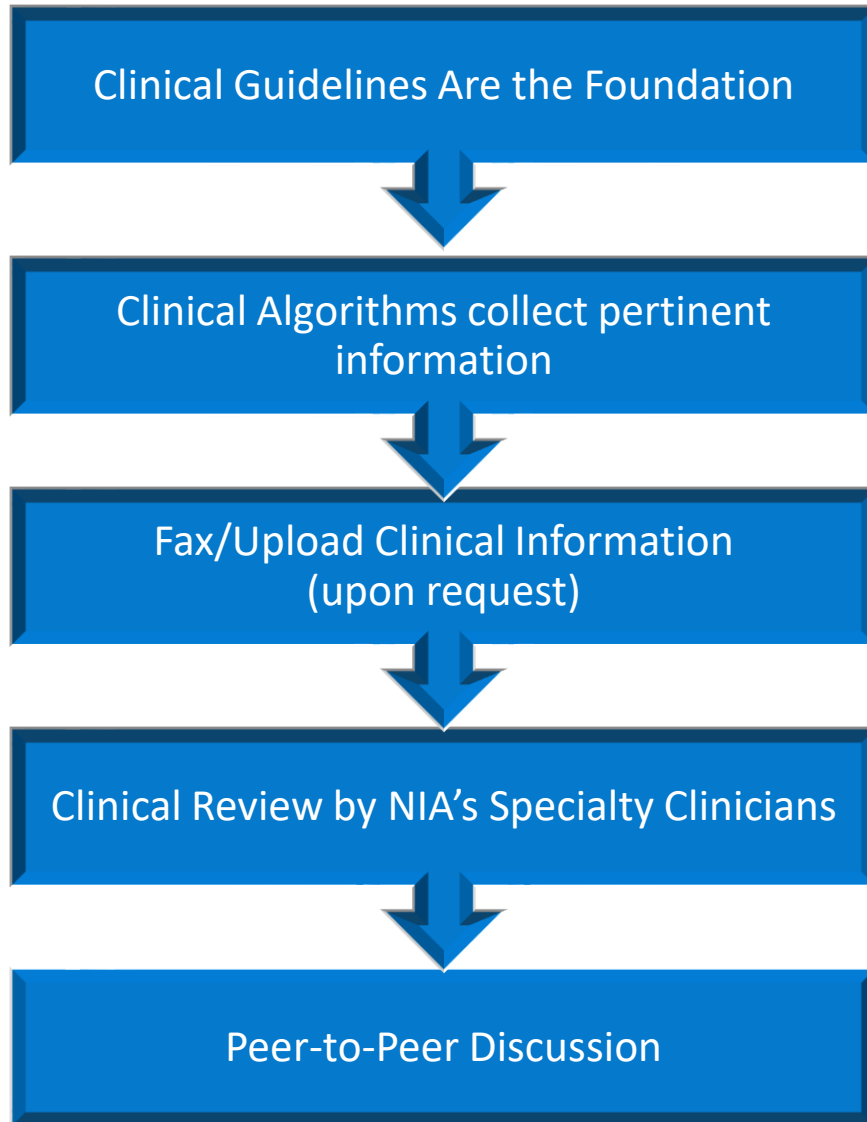 Clinical Guidelines Are the Foundation
Clinical Algorithms collect pertinent
information
Fax/Upload Clinical Information
(upon request)
Clinical Review by NIA’s Specialty Clinicians
Peer-to-Peer Discussion